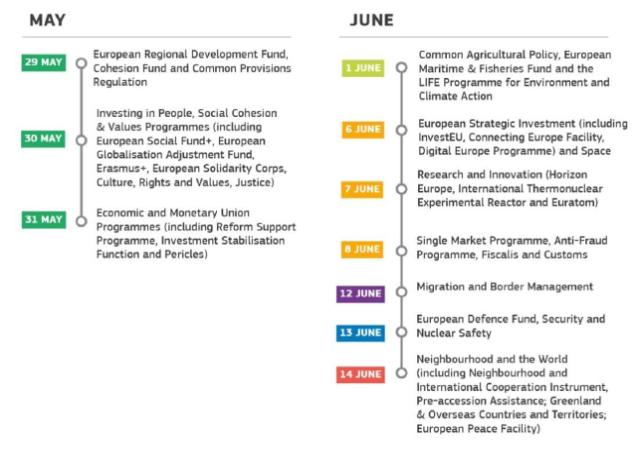 MAY
29 MAY
European Regional Development Fund,
Cohesion Fund and Common Provisions
Regulation
30 MAY
Investing in People, Social Cohesion
& Values Programmes (including
European Social Fund+, European
Globalisation Adjustment Fund,
Erasmus+, European Solidarity Corps,
Culture, Rights and Values, Justice)
31 MAY
Economic and Monetary Union
Programmes (including Reform Support
Programme, Investment Stabilisation
Function and Pericles)
JUNE
1 JUNE
Common Agricultural Policy, European
Maritime & Fisheries Fund and the
LIFE Programme for Environment and
Climate Action
6 JUNE
European Strategic Investment (including
InvestEU, Connecting Europe Facility,
Digital Europe Programme) and Space
7 JUNE
Research and Innovation (Horizon
Europe, International Thermonuclear
Experimental Reactor and Euratom)
8 JUNE
Single Market Programme, Anti-Fraud
Programme, Fiscalis and Customs
12 JUNE
Migration and Border Management
13 JUNE
European Defence Fund, Security and
Nuclear Safety
14 JUNE
Neighbourhood and the World
(including Neighbourhood and
International Cooperation Instrument,
Pre-accession Assistance; Greenland
& Overseas Countries and Territories;
European Peace Facility)